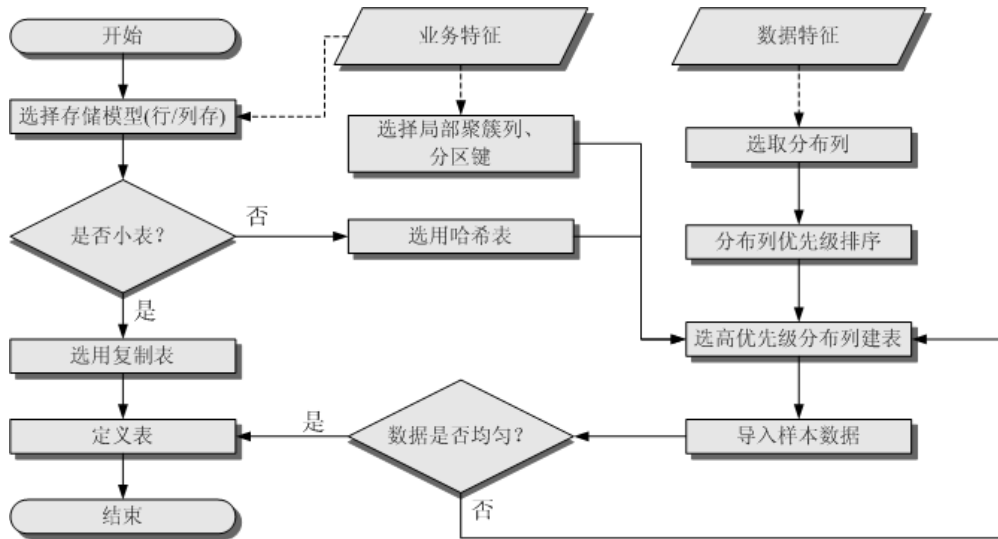 开始
业务特征
数据特征
选择存储模型(行/列存)
选择局部聚簇列、
分区键
选取分布列
是否小表?
否
选用哈希表
分布列优先级排序
是
选用复制表
选高优先级分布列建表
定义表
是
数据是否均匀?
导入样本数据
否
结束